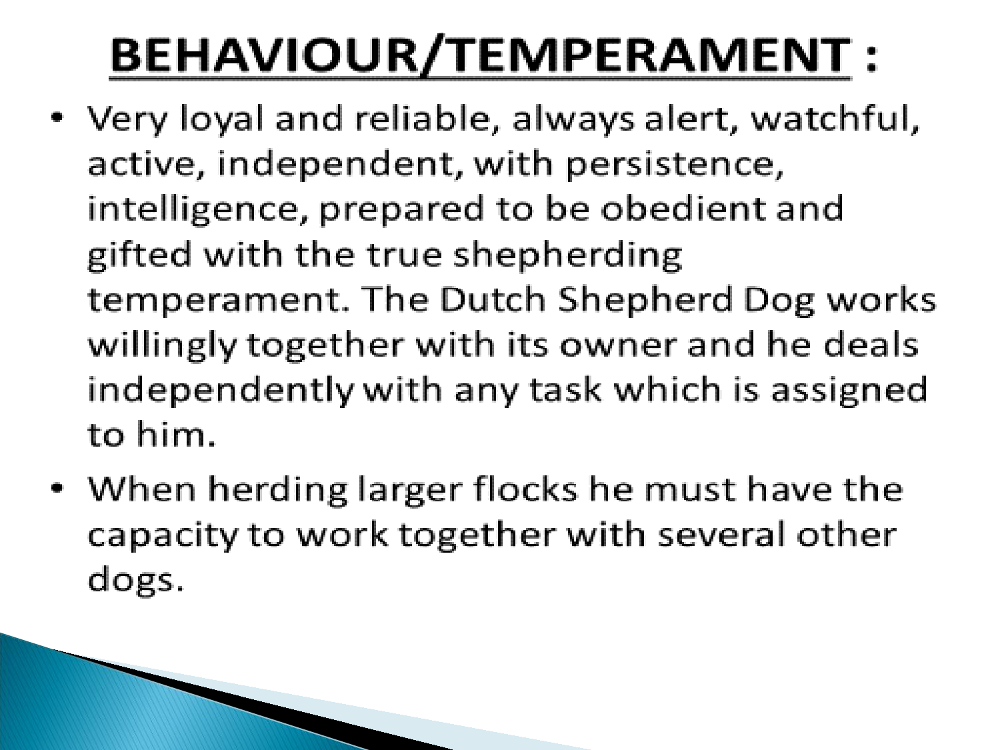 BEHAVIOUR/TEMPERAMENT :
• Very loyal and reliable, always alert, watchful,
active, independent, with persistence,
intelligence, prepared to be obedient and
gifted with the true shepherding
temperament. The Dutch Shepherd Dog works
willingly together with its owner and he deals
independently with any task which is assigned
to him.
• When herding larger flocks he must have the
capacity to work together with several other
dogs.